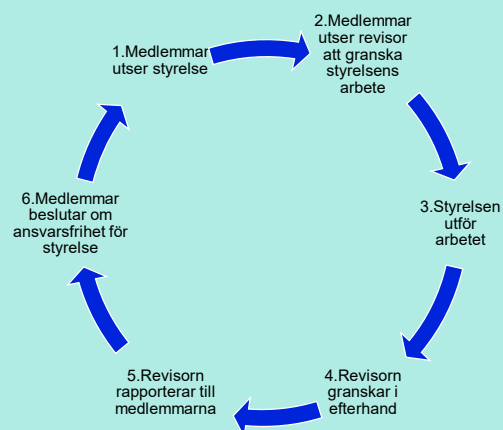 1.Medlemmar
utser styrelse
2.Medlemmar
utser revisor
att granska
styrelsens
arbete
3.Styrelsen
utför
arbetet
4.Revisorn
granskar i
efterhand
5.Revisorn
rapporterar till
medlemmarna
6.Medlemmar
beslutar om
ansvarsfrihet för
styrelse